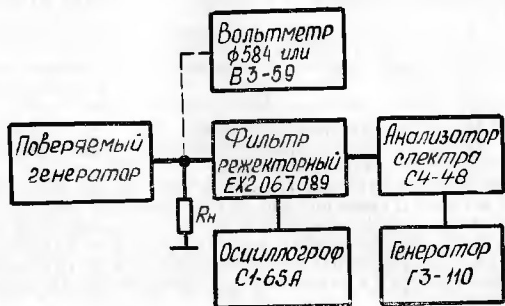 Вольтметр
ф584 или
В3-59
Поверяемый
генератор
Фильтр
режекторный
ЕХ2 067 089
Анализатор
спектра
С4-48
Rн
Осциллограф
С1-65А
Генератор
Г3-110